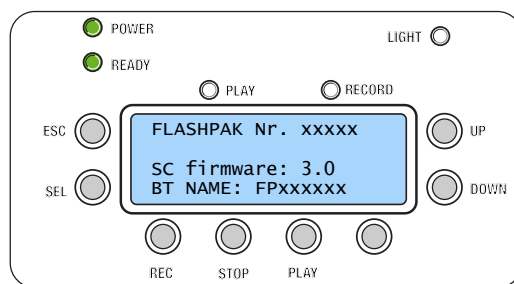 POWER
LIGHT
READY
PLAY RECORD
ESC FLASHPAK Nr. xxxxx UP
SC firmware: 3.0
SEL BT NAME: FPxxxxxx DOWN
REC STOP PLAY